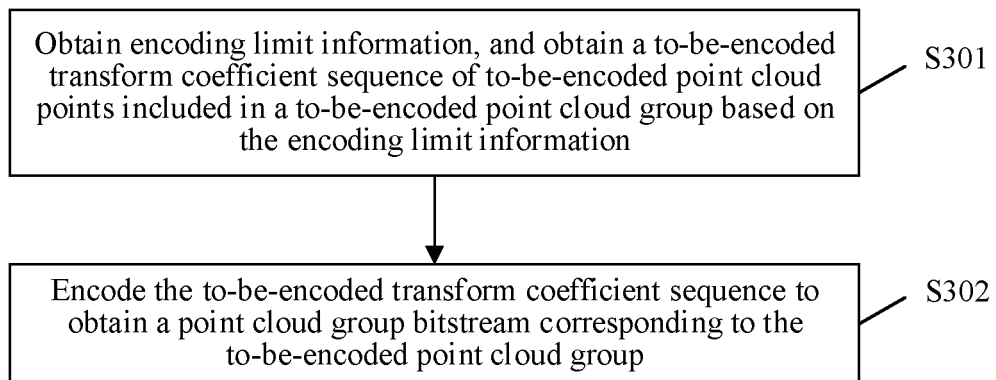 Obtain encoding limit information, and obtain a to-be-encoded
transform coefficient sequence of to-be-encoded point cloud
points included in a to-be-encoded point cloud group based on
the encoding limit information
S301
Encode the to-be-encoded transform coefficient sequence to
obtain a point cloud group bitstream corresponding to the
to-be-encoded point cloud group
S302